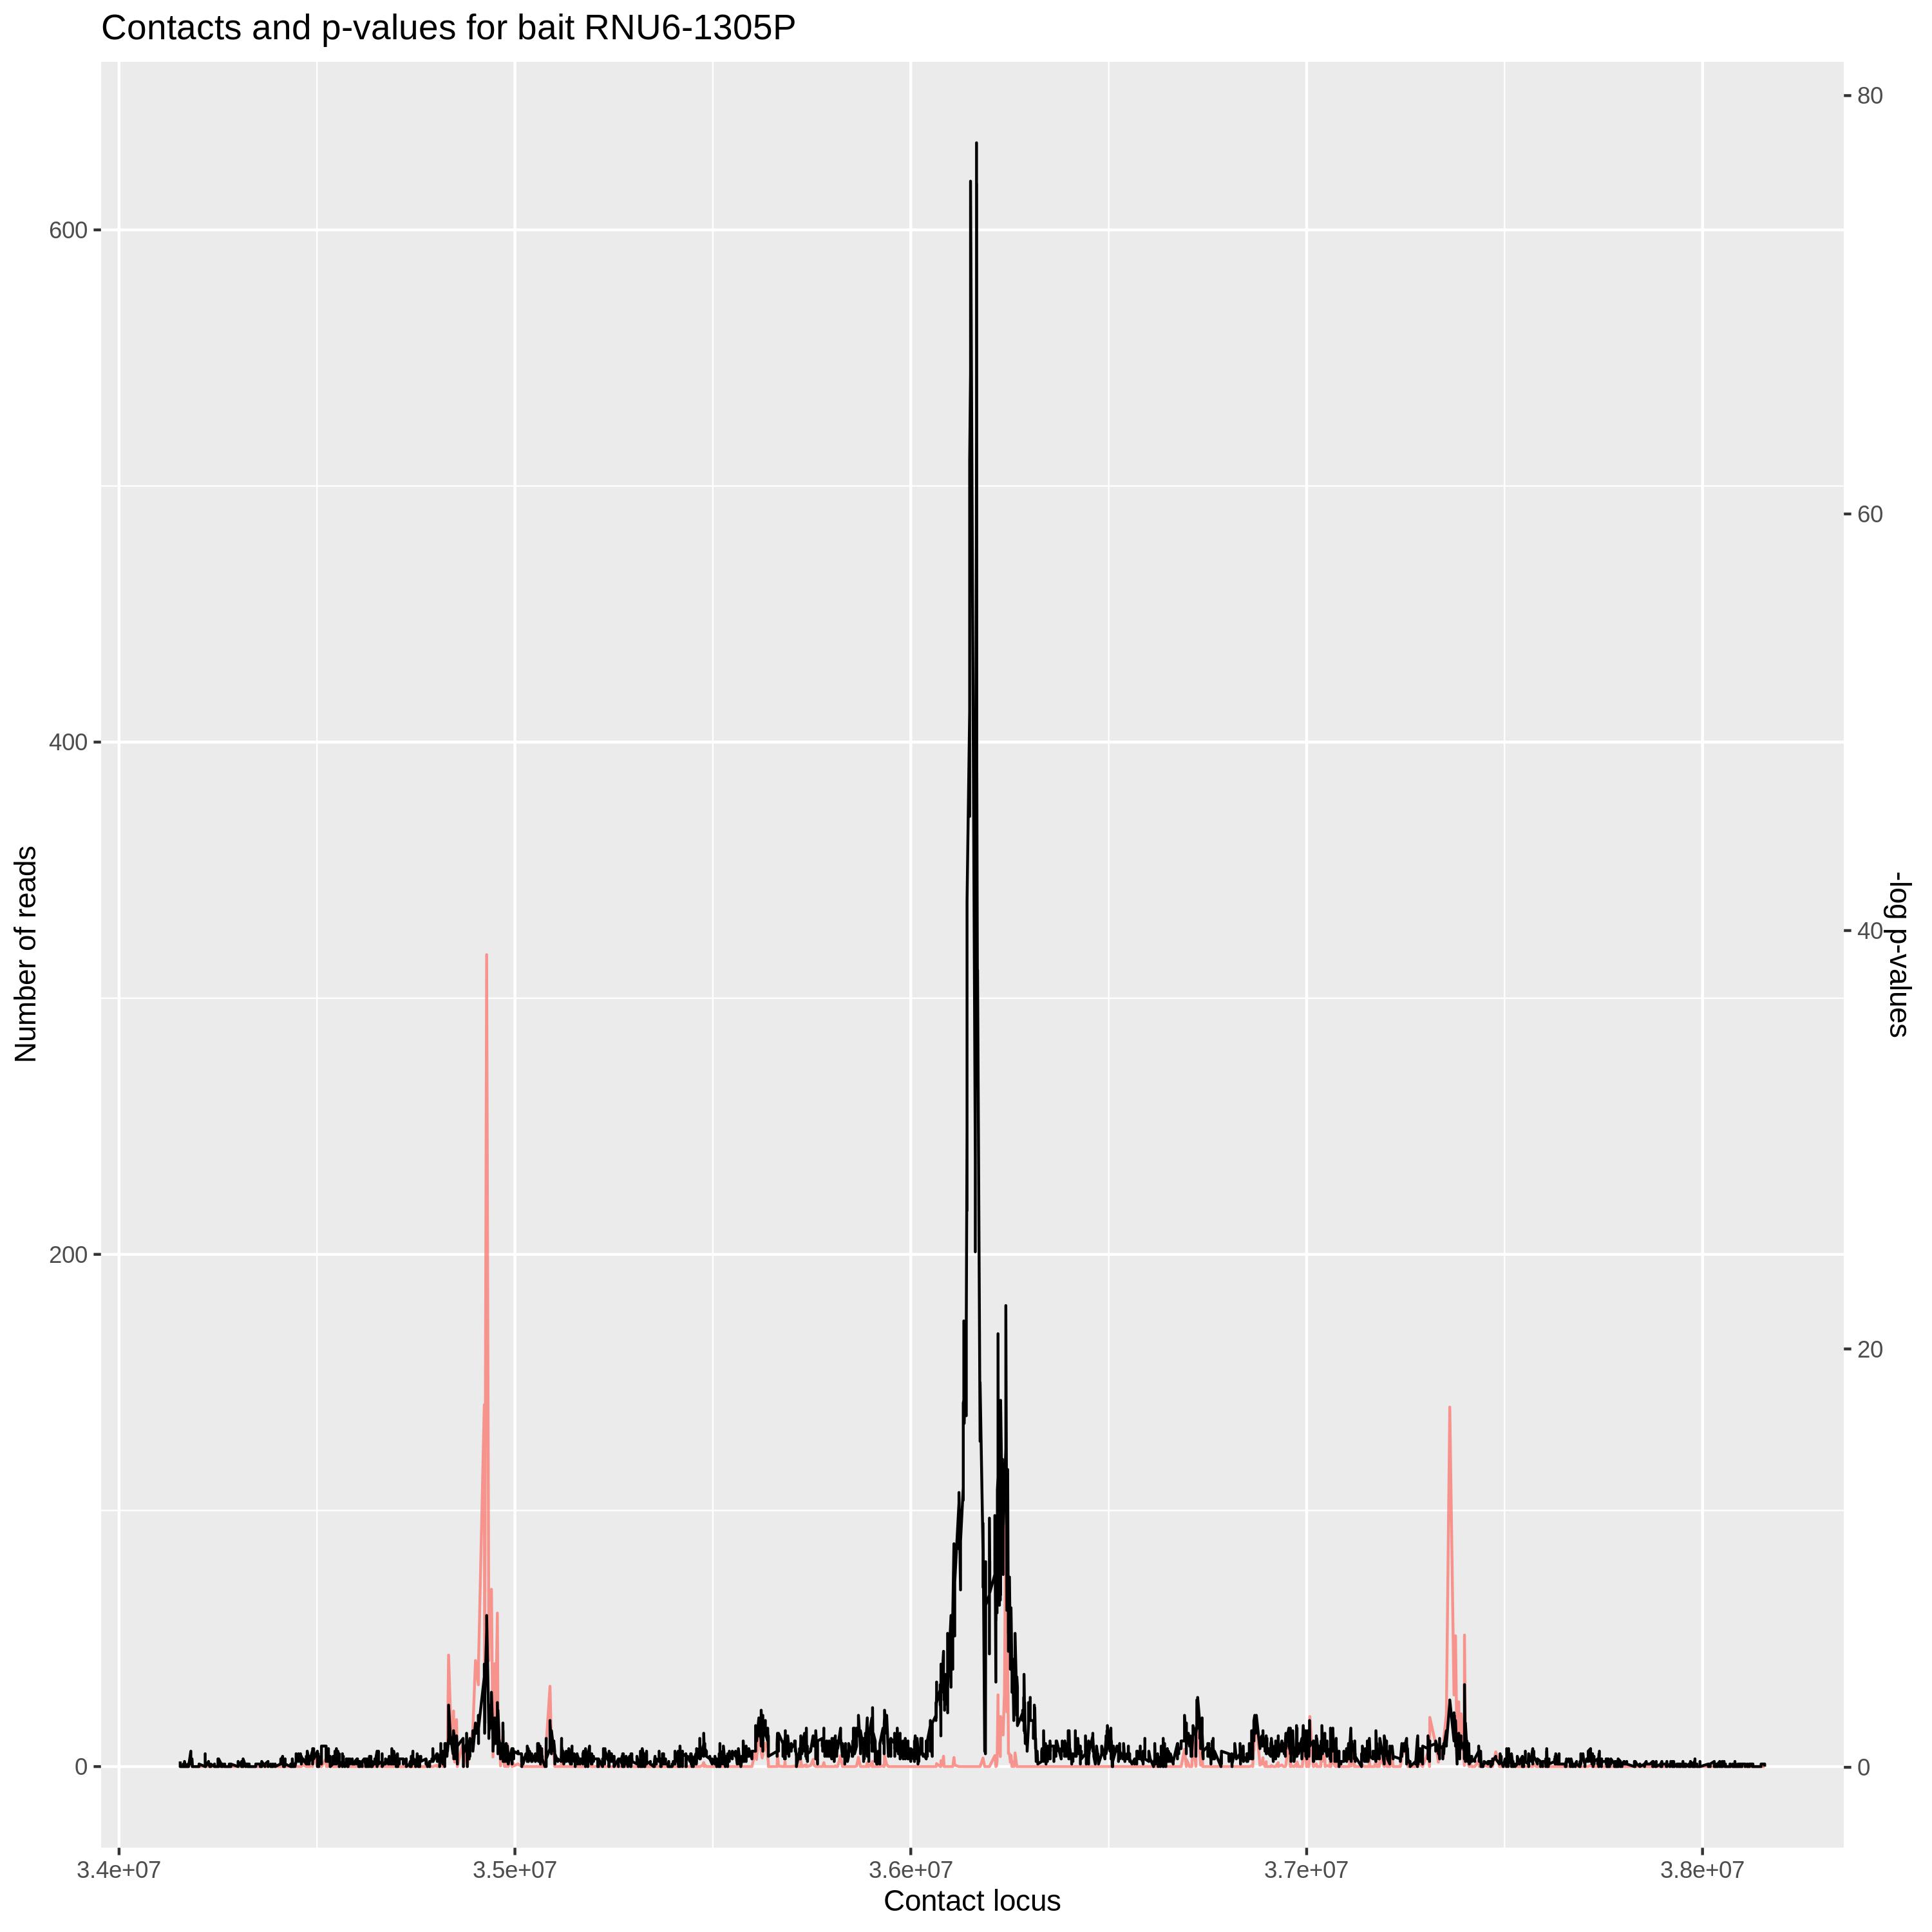 Contacts and p-values for bait RNU6-1305P
Number of reads
600
400
200
0
80
60
40
20
0
-log p-values
3.4e+07 3.5e+07 3.6e+07 3.7e+07 3.8e+07
Contact locus